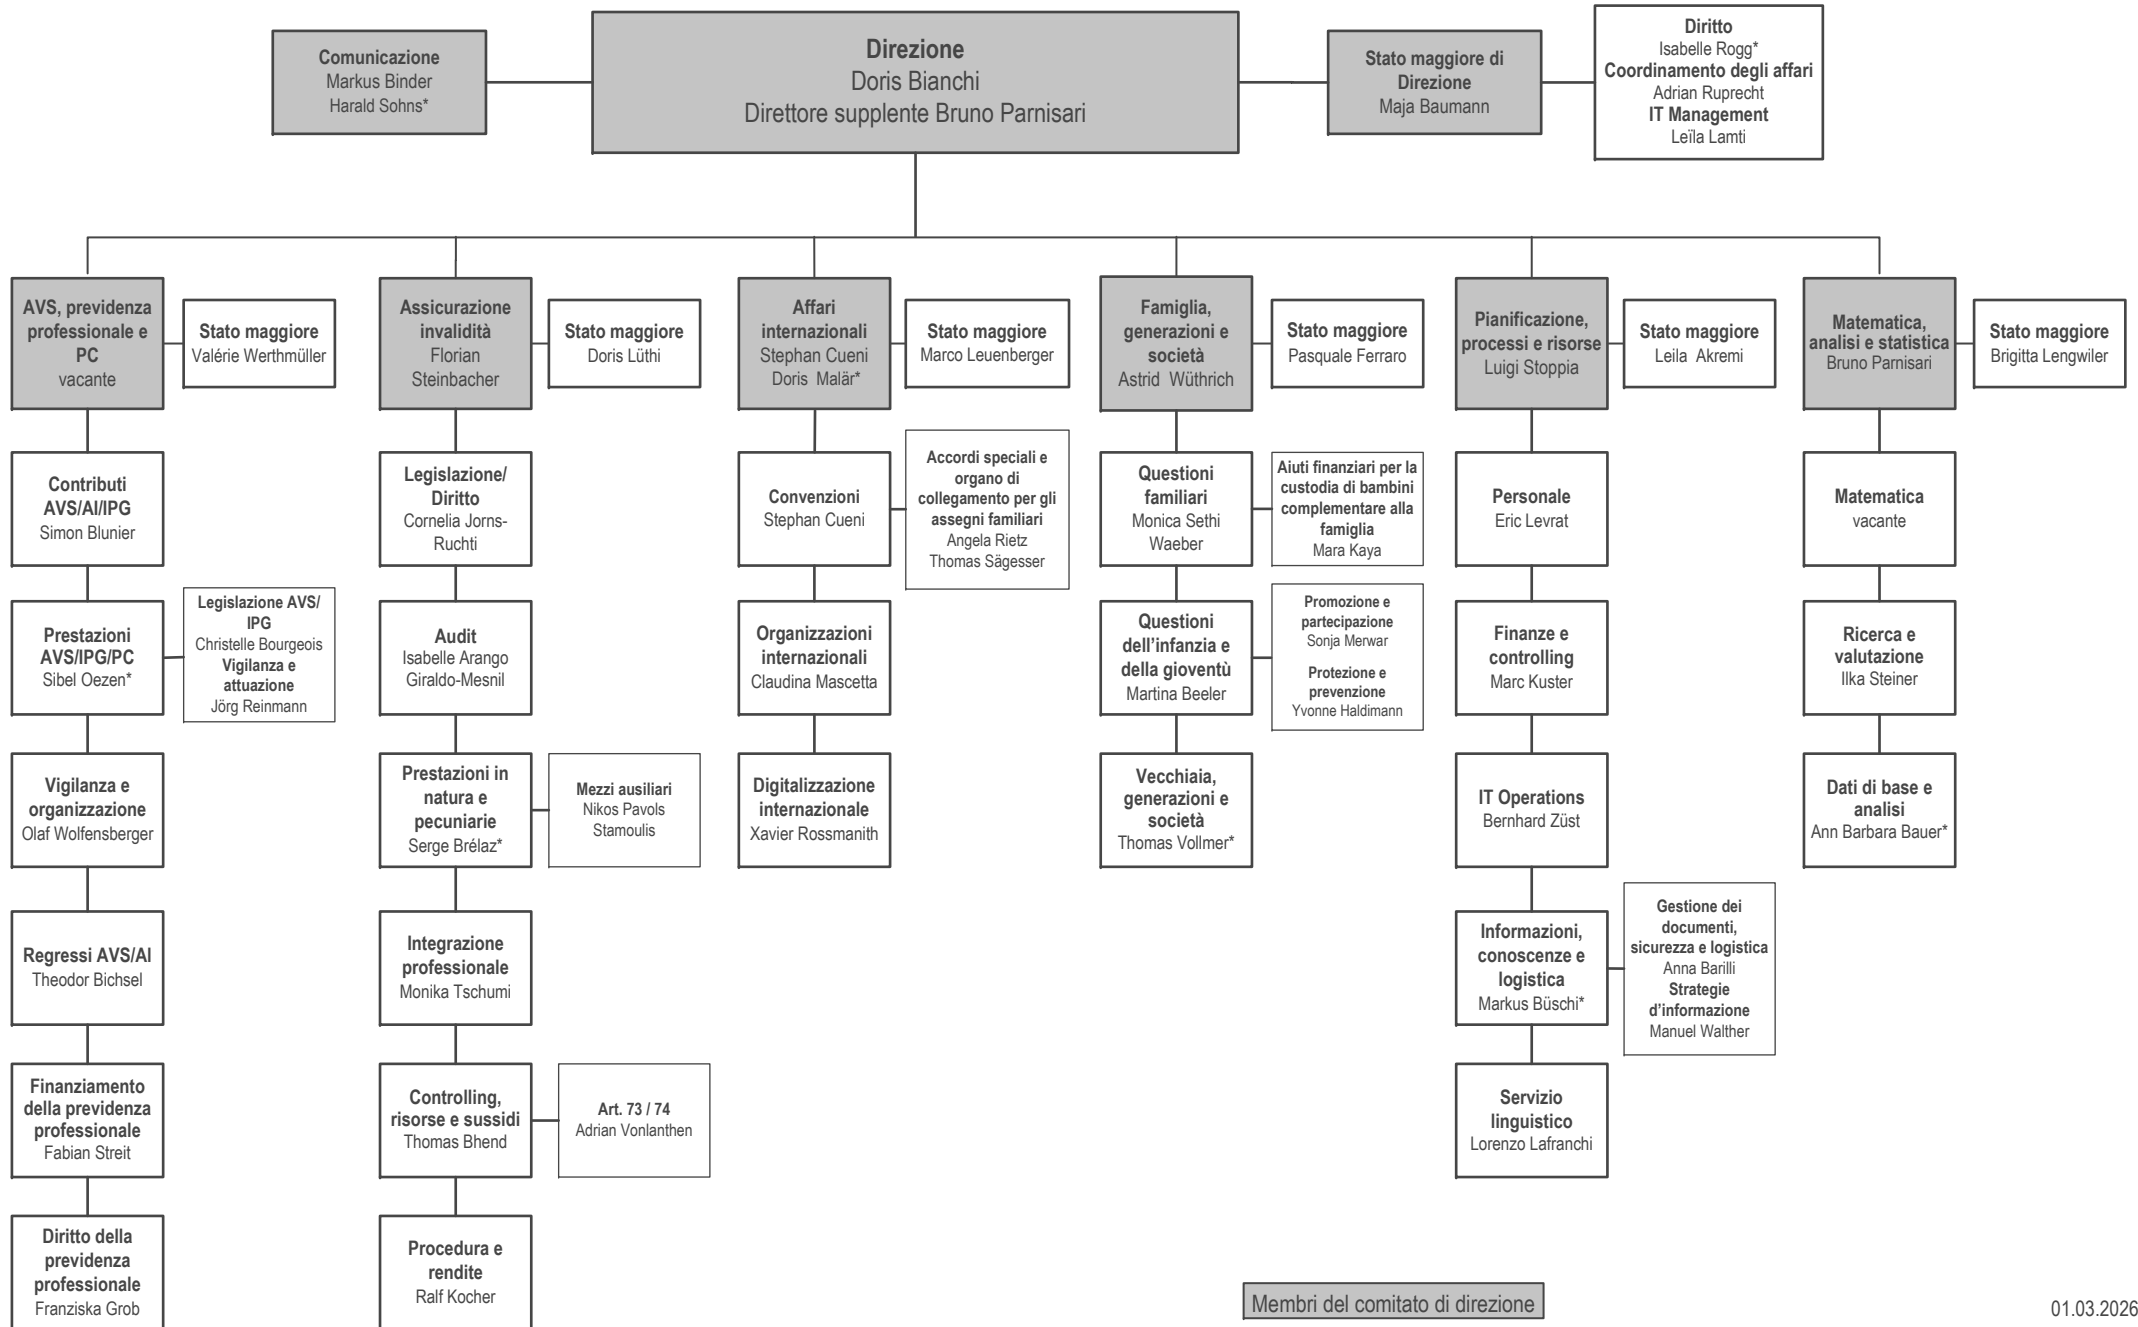 Comunicazione
Markus Binder
Harald Sohns*
Direzione
Doris Bianchi
Direttore supplente Bruno Parnisari
Stato maggiore di
Direzione
Maja Baumann
Diritto
Isabelle Rogg*
Coordinamento degli affari
Adrian Ruprecht
IT Management
Leïla Lamti
AVS, previdenza
professionale e
PC
vacante
Stato maggiore
Valérie Werthmüller
Assicurazione
invalidità
Florian
Steinbacher
Stato maggiore
Doris Lüthi
Affari
internazionali
Stephan Cueni
Doris Malär*
Stato maggiore
Marco Leuenberger
Famiglia,
generazioni e
società
Astrid Wüthrich
Stato maggiore
Pasquale Ferraro
Pianificazione,
processi e risorse
Luigi Stoppia
Stato maggiore
Leila Akremi
Matematica,
analisi e statistica
Bruno Parnisari
Stato maggiore
Brigitta Lengwiler
Contributi
AVS/AI/IPG
Simon Blunier
Legislazione/
Diritto
Cornelia Jorns-
Ruchti
Convenzioni
Stephan Cueni
Accordi speciali e
organo di
collegamento per gli
assegni familiari
Angela Rietz
Thomas Sägesser
Questioni
familiari
Monica Sethi
Waeber
Aiuti finanziari per la
custodia di bambini
complementare alla
famiglia
Mara Kaya
Personale
Eric Levrat
Matematica
vacante
Prestazioni
AVS/IPG/PC
Sibel Oezen*
Legislazione AVS/
IPG
Christelle Bourgeois
Vigilanza e
attuazione
Jörg Reinmann
Audit
Isabelle Arango
Giraldo-Mesnil
Organizzazioni
internazionali
Claudina Mascetta
Questioni
dell'infanzia e
della gioventù
Martina Beeler
Promozione e
partecipazione
Sonja Merwar
Protezione e
prevenzione
Yvonne Haldimann
Finanze e
controlling
Marc Kuster
Ricerca e
valutazione
Ilka Steiner
Vigilanza e
organizzazione
Olaf Wolfensberger
Prestazioni in
natura e
pecuniarie
Serge Brélaz*
Mezzi ausiliari
Nikos Pavols
Stamoulis
Digitalizzazione
internazionale
Xavier Rossmanith
Vecchiaia,
generazioni e
società
Thomas Vollmer*
IT Operations
Bernhard Züst
Dati di base e
analisi
Ann Barbara Bauer*
Regressi AVS/AI
Theodor Bichsel
Integrazione
professionale
Monika Tschumi
Informazioni,
conoscenze e
logistica
Markus Büschi*
Gestione dei
documenti,
sicurezza e logistica
Anna Barilli
Strategie
d'informazione
Manuel Walther
Finanziamento
della previdenza
professionale
Fabian Streit
Controlling,
risorse e sussidi
Thomas Bhend
Art. 73 / 74
Adrian Vonlanthen
Servizio
linguistico
Lorenzo Lafranchi
Diritto della
previdenza
professionale
Franziska Grob
Procedura e
rendite
Ralf Kocher
Membri del comitato di direzione
01.03.2026